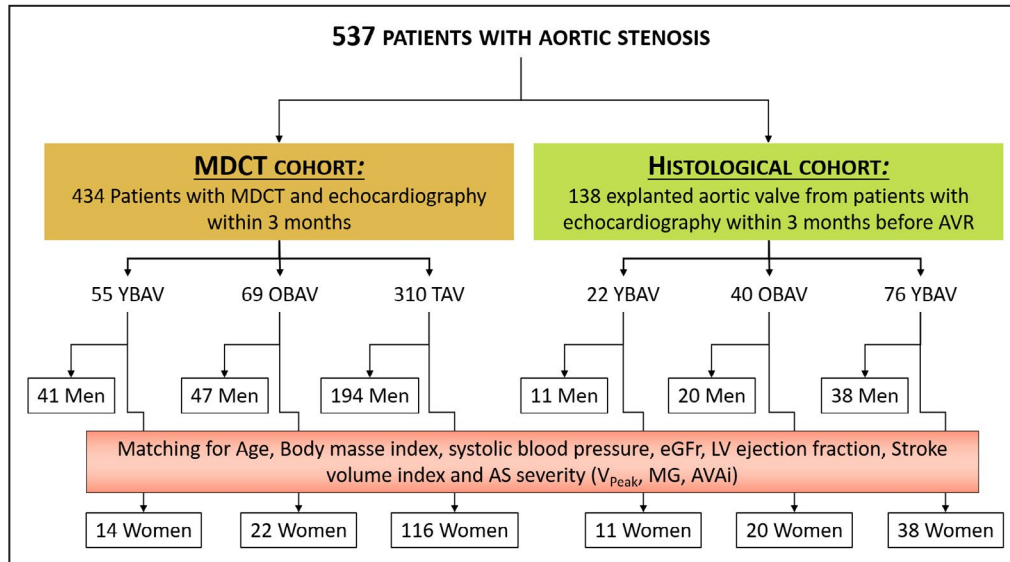 537 PATIENTS WITH AORTIC STENOSIS
MDCT COHORT:
434 Patients with MDCT and echocardiography
within 3 months
HISTOLOGICAL COHORT:
138 explanted aortic valve from patients with
echocardiography within 3 months before AVR
55 YBAV
69 OBAV
310 TAV
22 YBAV
40 OBAV
76 YBAV
41 Men
47 Men
194 Men
11 Men
20 Men
38 Men
Matching for Age, Body masse index, systolic blood pressure, eGFr, LV ejection fraction, Stroke
volume index and AS severity (VPeak, MG, AVAi)
14 Women
22 Women
116 Women
11 Women
20 Women
38 Women